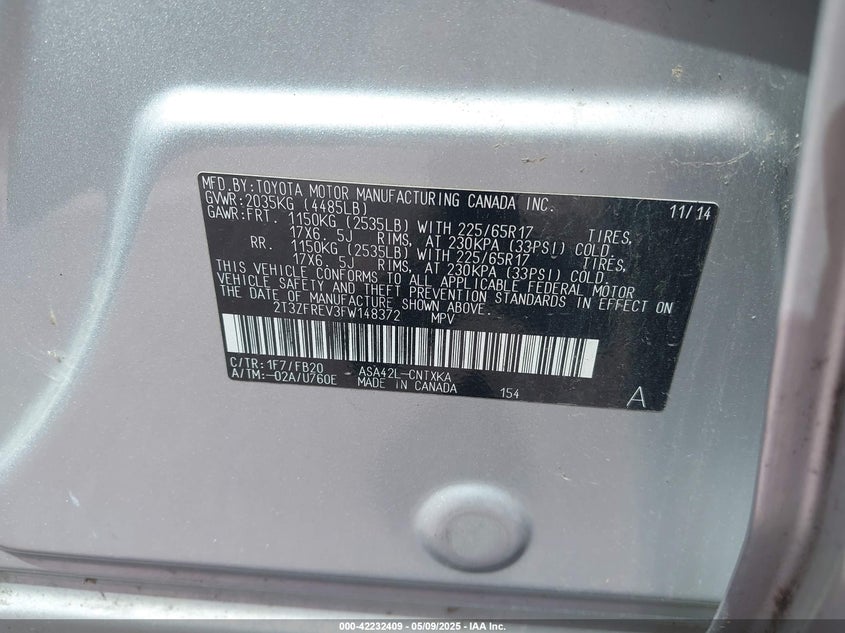 MFD.BY:TOYOTA MOTOR MANUFACTURING CANADA INC. 11/14
GVWR:2035KG (4485LB)
GAWR:FRT. 1150KG (2535LB) WITH 225/65R17 TIRES,
17X6.5J RIMS, AT 230KPA (33PSI) COLD.
RR. 1150KG (2535LB) WITH 225/65R17 TIRES,
17X6.5J RIMS, AT 230KPA (33PSI) COLD
THIS VEHICLE CONFORMS TO ALL APPLICABLE FEDERAL MOTOR
VEHICLE SAFETY AND THEFT PREVENTION STANDARDS IN EFFECT ON
THE DATE OF MANUFACTURE SHOWN ABOVE.
2T3ZFREV3FW148372 MPV
C/TR:1F7/FB20 ASA42L-CNTXKA
A/TM:-02A/U760E MADE IN CANADA 154 A
000-42232409 - 05/09/2025 - IAA Inc.